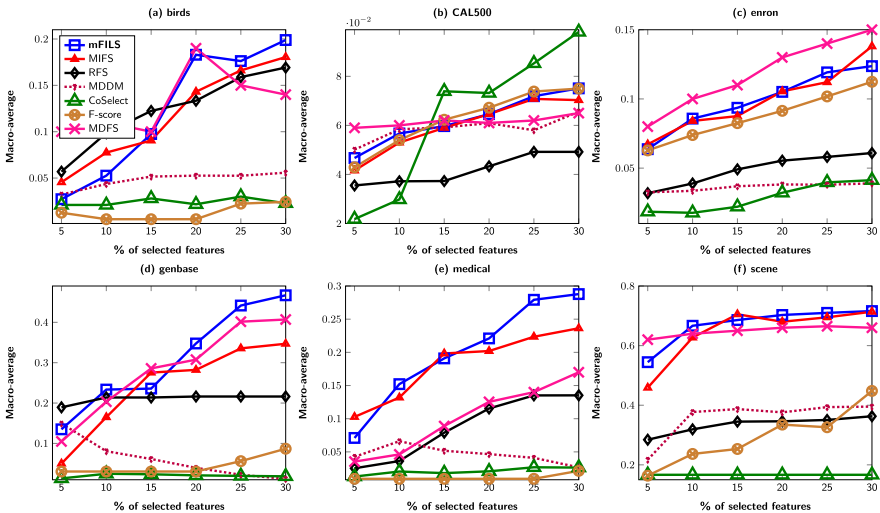 (a) birds
(b) CAL500
(c) enron
Macro-average
0.2
0.15
0.1
0.05
mFILS
MIFS
RFS
MDDM
CoSelect
F-score
MDFS
5 10 15 20 25 30
% of selected features
·10⁻²
Macro-average
8
6
4
2
5 10 15 20 25 30
% of selected features
Macro-average
0.15
0.1
0.05
5 10 15 20 25 30
% of selected features
(d) genbase
(e) medical
(f) scene
Macro-average
0.4
0.3
0.2
0.1
5 10 15 20 25 30
% of selected features
Macro-average
0.3
0.25
0.2
0.15
0.1
0.05
5 10 15 20 25 30
% of selected features
Macro-average
0.8
0.6
0.4
0.2
5 10 15 20 25 30
% of selected features